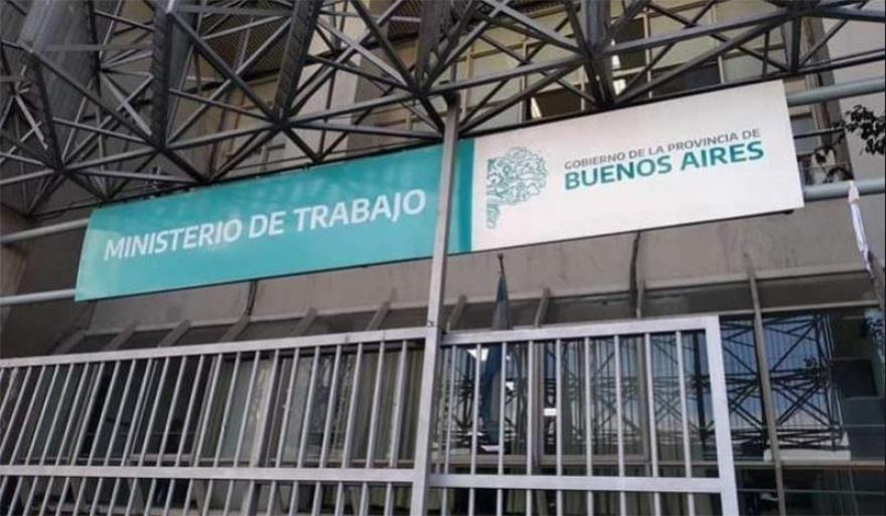 MINISTERIO DE TRABAJO
GOBIERNO DE LA PROVINCIA DE
BUENOS AIRES